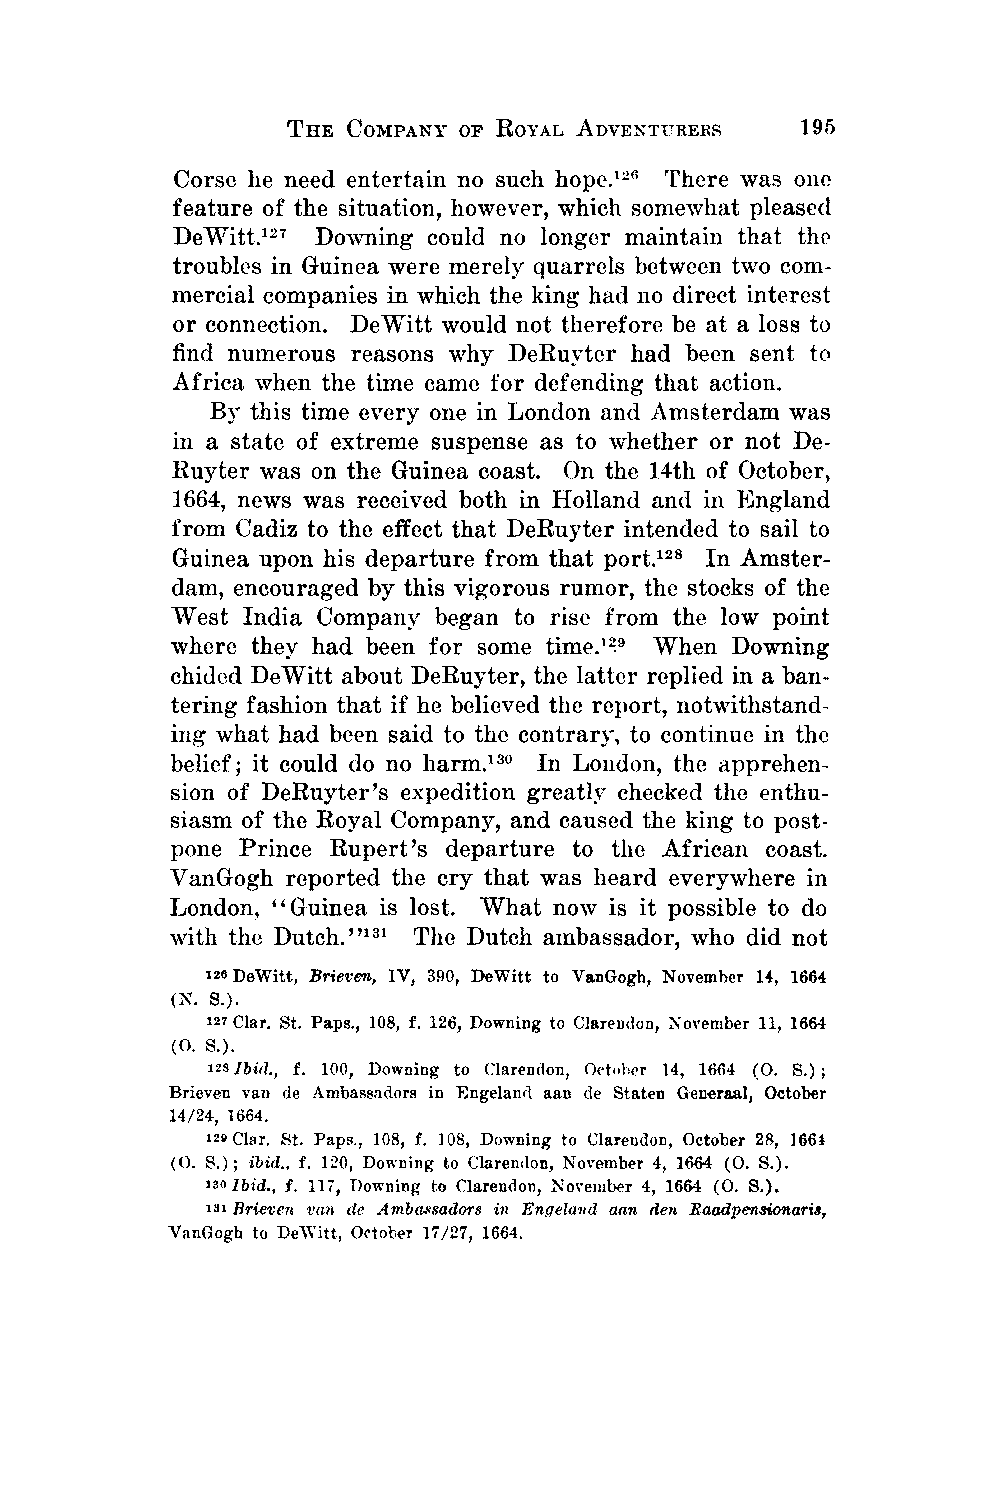 THE COMPANY OF ROYAL ADVENTURERS 195
Corse he need entertain no such hope.¹²⁶ There was one
feature of the situation, however, which somewhat pleased
DeWitt.¹²⁷ Downing could no longer maintain that the
troubles in Guinea were merely quarrels between two com-
mercial companies in which the king had no direct interest
or connection. DeWitt would not therefore be at a loss to
find numerous reasons why DeRuyter had been sent to
Africa when the time came for defending that action.
By this time every one in London and Amsterdam was
in a state of extreme suspense as to whether or not De-
Ruyter was on the Guinea coast. On the 14th of October,
1664, news was received both in Holland and in England
from Cadiz to the effect that DeRuyter intended to sail to
Guinea upon his departure from that port.¹²⁸ In Amster-
dam, encouraged by this vigorous rumor, the stocks of the
West India Company began to rise from the low point
where they had been for some time.¹²⁹ When Downing
chided DeWitt about DeRuyter, the latter replied in a ban-
tering fashion that if he believed the report, notwithstand-
ing what had been said to the contrary, to continue in the
belief; it could do no harm.¹³⁰ In London, the apprehen-
sion of DeRuyter's expedition greatly checked the enthu-
siasm of the Royal Company, and caused the king to post-
pone Prince Rupert's departure to the African coast.
VanGogh reported the cry that was heard everywhere in
London, "Guinea is lost. What now is it possible to do
with the Dutch."¹³¹ The Dutch ambassador, who did not
¹²⁶ DeWitt, Brieven, IV, 390, DeWitt to VanGogh, November 14, 1664
(N. S.).
¹²⁷ Clar. St. Paps., 108, f. 126, Downing to Clarendon, November 11, 1664
(O. S.).
¹²⁸ Ibid., f. 100, Downing to Clarendon, October 14, 1664 (O. S.);
Brieven van de Ambassadors in Engeland aan de Staten Generaal, October
14/24, 1664.
¹²⁹ Clar. St. Paps., 108, f. 108, Downing to Clarendon, October 28, 1664
(O. S.); ibid., f. 120, Downing to Clarendon, November 4, 1664 (O. S.).
¹³⁰ Ibid., f. 117, Downing to Clarendon, November 4, 1664 (O. S.).
¹³¹ Brieven van de Ambassadors in Engeland aan den Raadpensionaris,
VanGogh to DeWitt, October 17/27, 1664.